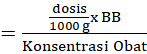 dosis
= 1000 g x BB
Konsentrasi Obat